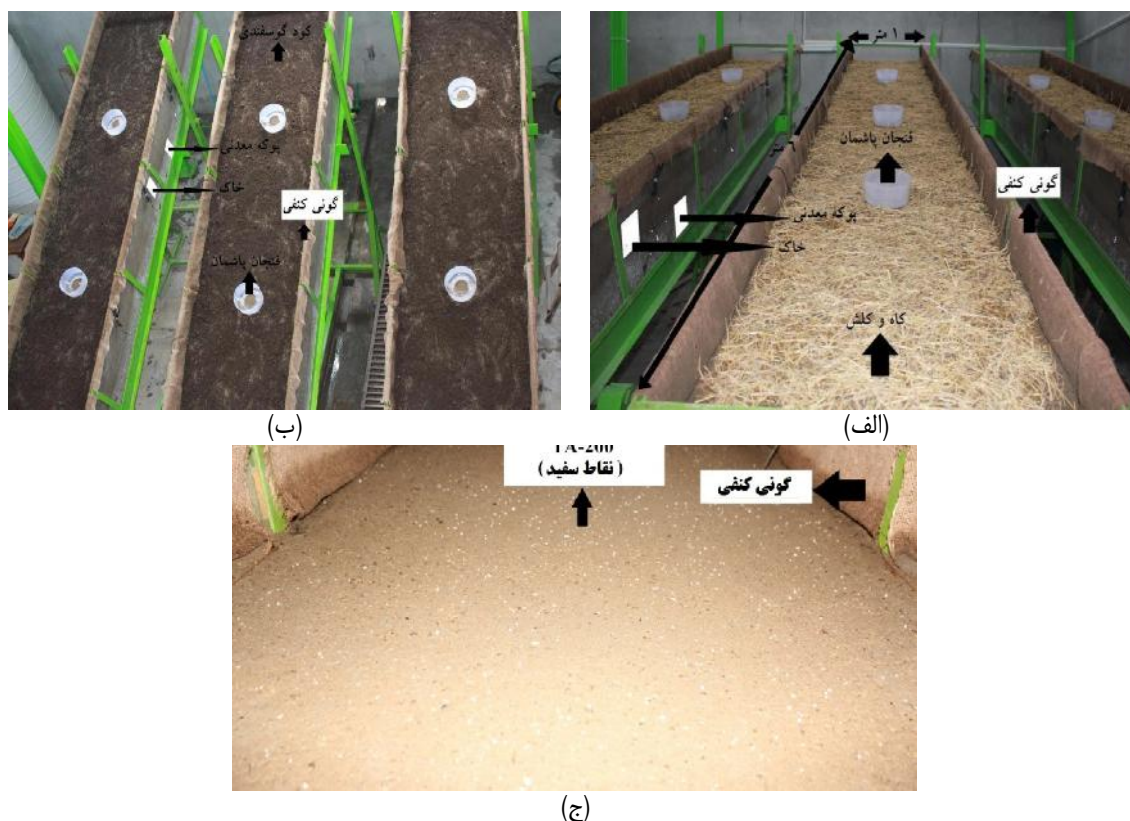 ۱ متر
فنجان پاشمان
گونی کنفی
پوکه معدنی
خاک
کاه و کلش
(الف)
کود گوسفندی
پوکه معدنی
خاک
گونی کنفی
فنجان پاشمان
(ب)
(نقاط سفید)
گونی کنفی
(ج)